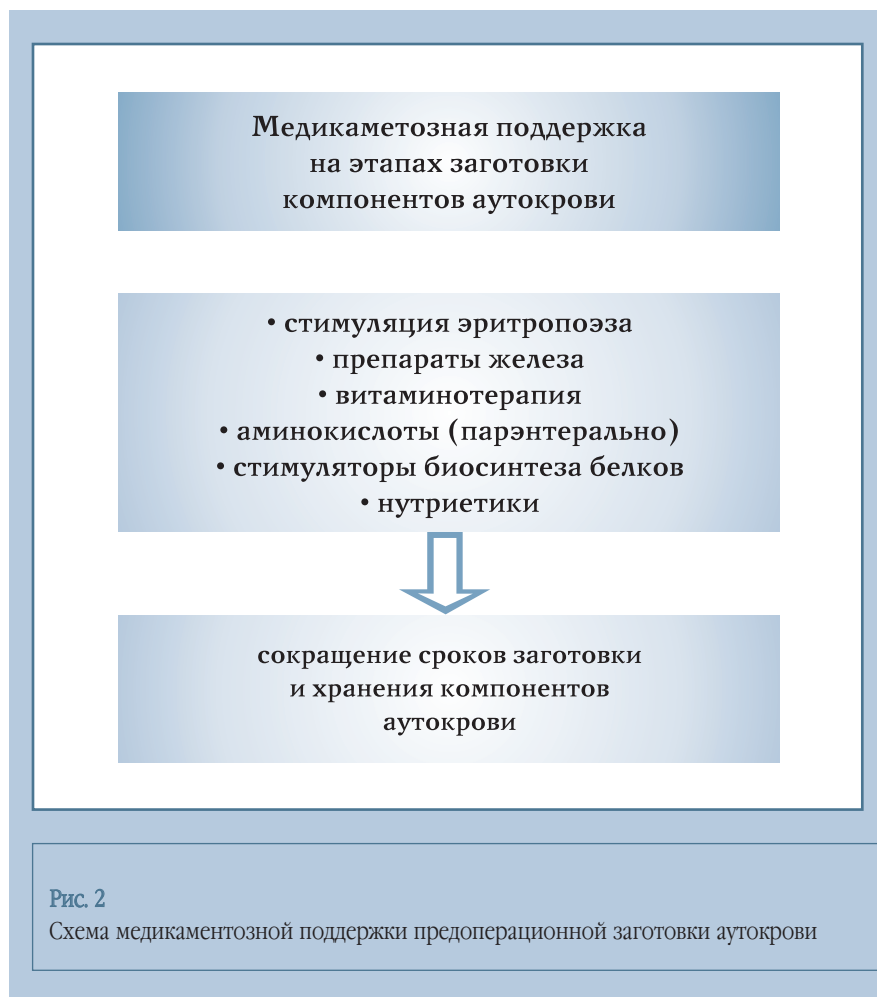 Медикаметозная поддержка
на этапах заготовки
компонентов аутокрови
• стимуляция эритропоэза
• препараты железа
• витаминотерапия
• аминокислоты (парэнтерально)
• стимуляторы биосинтеза белков
• нутриетики
сокращение сроков заготовки
и хранения компонентов
аутокрови
Рис. 2
Схема медикаментозной поддержки предоперационной заготовки аутокрови